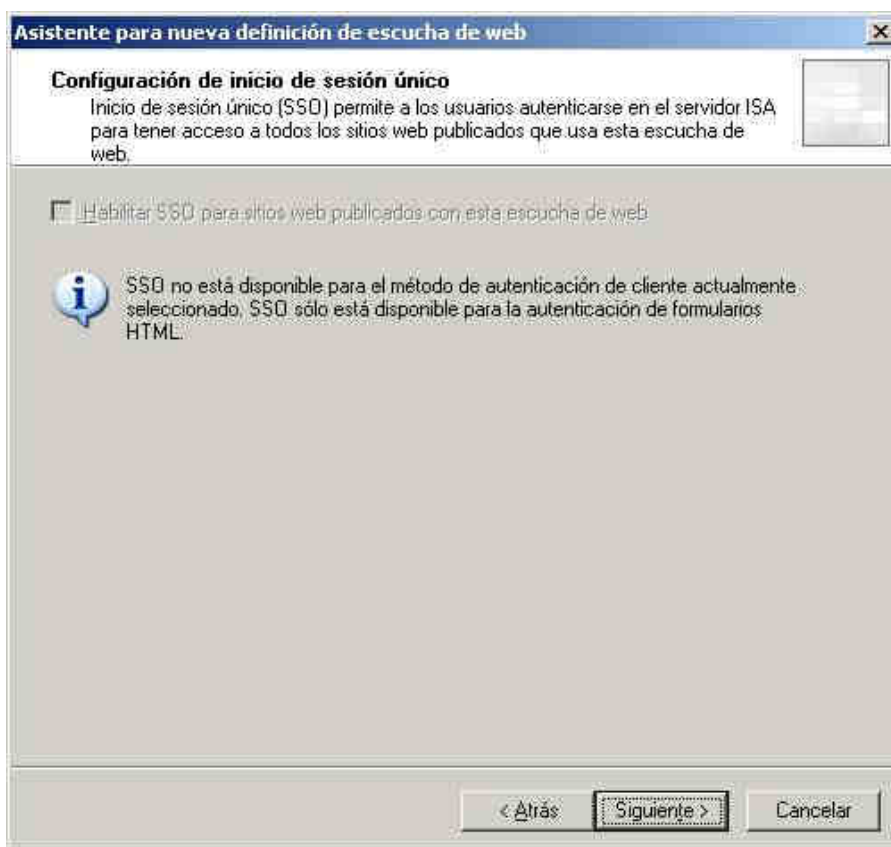 Asistente para nueva definición de escucha de web
Configuración de inicio de sesión único
Inicio de sesión único (SSO) permite a los usuarios autenticarse en el servidor ISA
para tener acceso a todos los sitios web publicados que usa esta escucha de
web.
Habilitar SSO para sitios web publicados con esta escucha de web
SSO no está disponible para el método de autenticación de cliente actualmente
seleccionado. SSO sólo está disponible para la autenticación de formularios
HTML.
< Atrás
Siguiente >
Cancelar